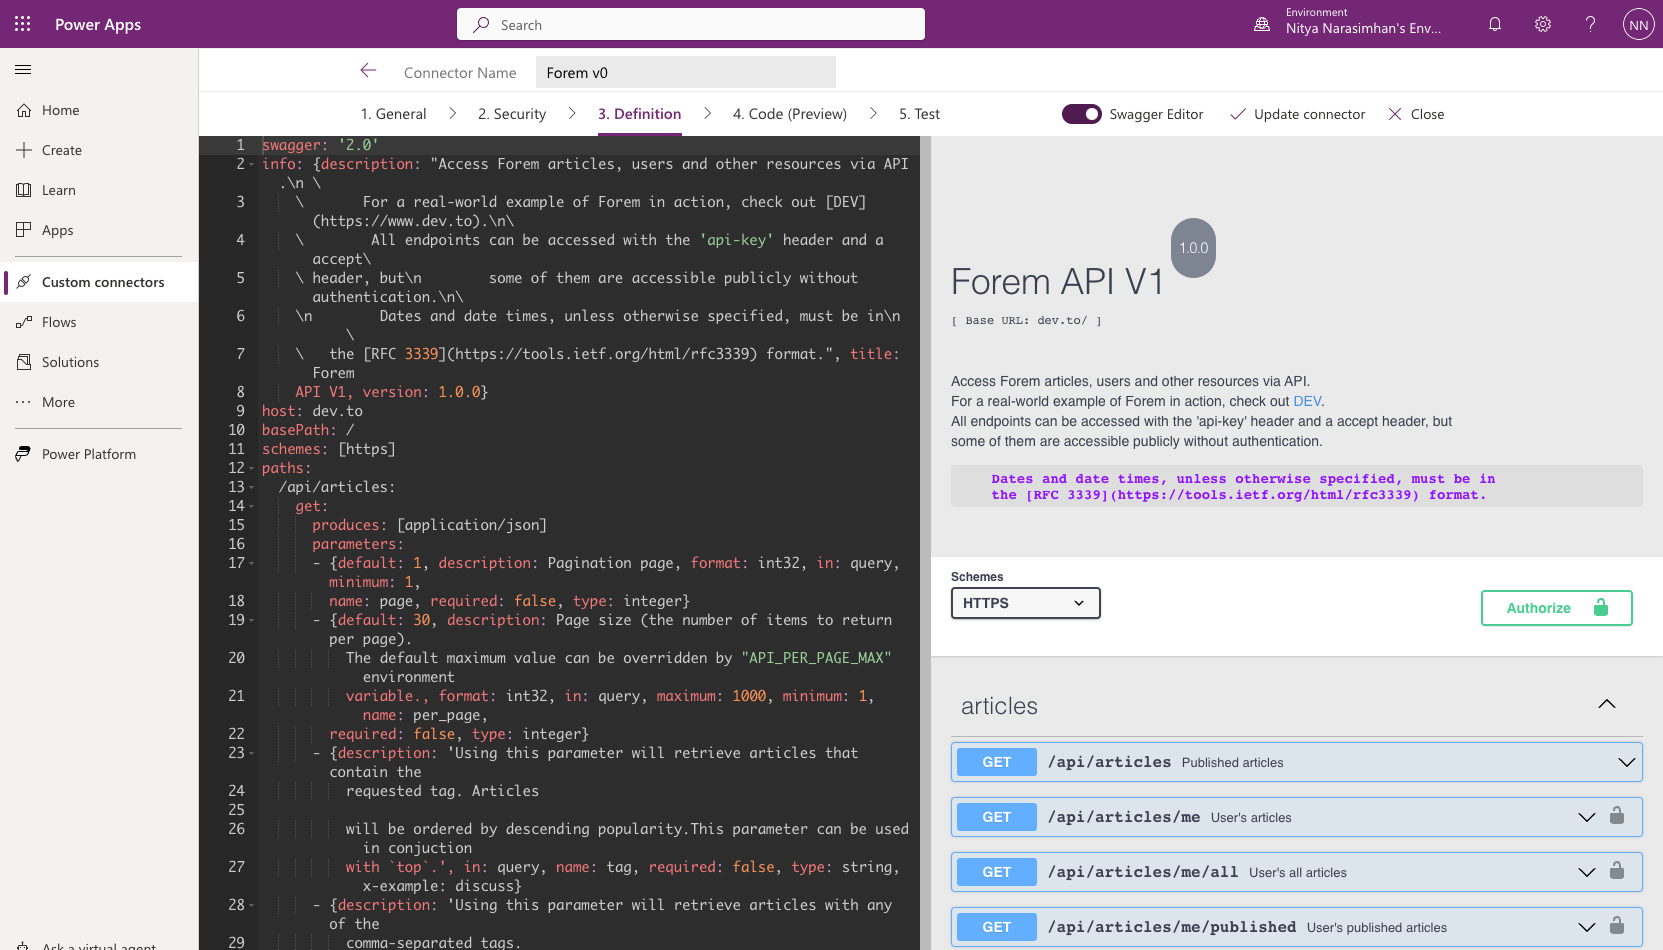 Power Apps
Search
Environment
Nitya Narasimhan's Env...
?
NN
Home
Create
Learn
Apps
Custom connectors
Flows
Solutions
More
Power Platform
Ask a virtual agent
Connector Name
Forem v0
1. General
2. Security
3. Definition
4. Code (Preview)
5. Test
Swagger Editor
Update connector
Close
1 swagger: '2.0'
2 info: {description: "Access Forem articles, users and other resources via API
.\n \
3 \       For a real-world example of Forem in action, check out [DEV]
(https://www.dev.to).\n\
4 \        All endpoints can be accessed with the 'api-key' header and a
accept\
5 \ header, but\n        some of them are accessible publicly without
authentication.\n\
6 \n        Dates and date times, unless otherwise specified, must be in\n
\
7 \   the [RFC 3339](https://tools.ietf.org/html/rfc3339) format.", title:
Forem
8 API V1, version: 1.0.0}
9 host: dev.to
10 basePath: /
11 schemes: [https]
12 paths:
13 /api/articles:
14 get:
15 produces: [application/json]
16 parameters:
17 - {default: 1, description: Pagination page, format: int32, in: query,
minimum: 1,
18 name: page, required: false, type: integer}
19 - {default: 30, description: Page size (the number of items to return
per page).
20 The default maximum value can be overridden by "API_PER_PAGE_MAX"
environment
21 variable., format: int32, in: query, maximum: 1000, minimum: 1,
name: per_page,
22 required: false, type: integer}
23 - {description: 'Using this parameter will retrieve articles that
contain the
24 requested tag. Articles
25
26 will be ordered by descending popularity.This parameter can be used
in conjuction
27 with `top`.', in: query, name: tag, required: false, type: string,
x-example: discuss}
28 - {description: 'Using this parameter will retrieve articles with any
of the
29 comma-separated tags.
1.0.0
Forem API V1
[ Base URL: dev.to/ ]
Access Forem articles, users and other resources via API.
For a real-world example of Forem in action, check out DEV.
All endpoints can be accessed with the 'api-key' header and a accept header, but
some of them are accessible publicly without authentication.
Dates and date times, unless otherwise specified, must be in
the [RFC 3339](https://tools.ietf.org/html/rfc3339) format.
Schemes
HTTPS
Authorize
articles
GET /api/articles Published articles
GET /api/articles/me User's articles
GET /api/articles/me/all User's all articles
GET /api/articles/me/published User's published articles